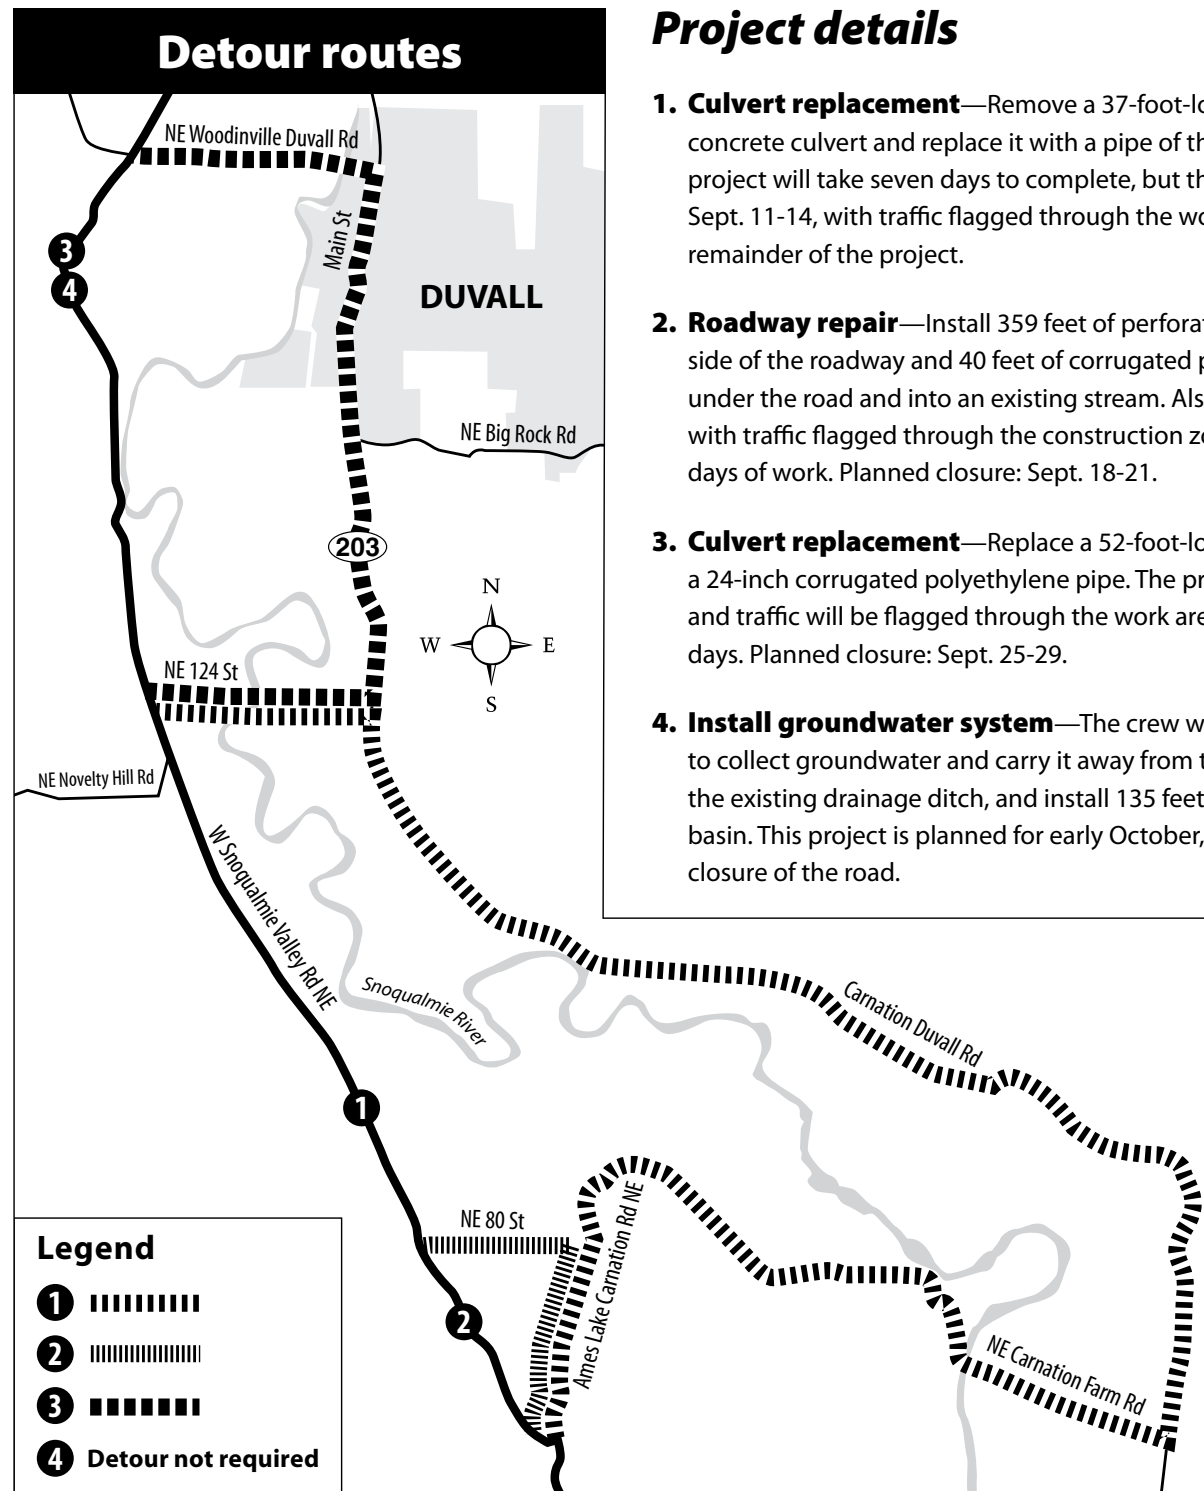 Detour routes
NE Woodinville Duvall Rd
Main St
3
4
DUVALL
NE Big Rock Rd
203
N
W E
S
NE 124 St
NE Novelty Hill Rd
W Snoqualmie Valley Rd NE
Snoqualmie River
Carnation Duvall Rd
1
NE 80 St
Ames Lake Carnation Rd NE
2
NE Carnation Farm Rd
Legend
1
2
3
4 Detour not required
Project details
1. Culvert replacement—Remove a 37-foot-lo
concrete culvert and replace it with a pipe of th
project will take seven days to complete, but th
Sept. 11-14, with traffic flagged through the wo
remainder of the project.
2. Roadway repair—Install 359 feet of perfora
side of the roadway and 40 feet of corrugated p
under the road and into an existing stream. Als
with traffic flagged through the construction zo
days of work. Planned closure: Sept. 18-21.
3. Culvert replacement—Replace a 52-foot-lo
a 24-inch corrugated polyethylene pipe. The pr
and traffic will be flagged through the work are
days. Planned closure: Sept. 25-29.
4. Install groundwater system—The crew w
to collect groundwater and carry it away from t
the existing drainage ditch, and install 135 feet
basin. This project is planned for early October,
closure of the road.